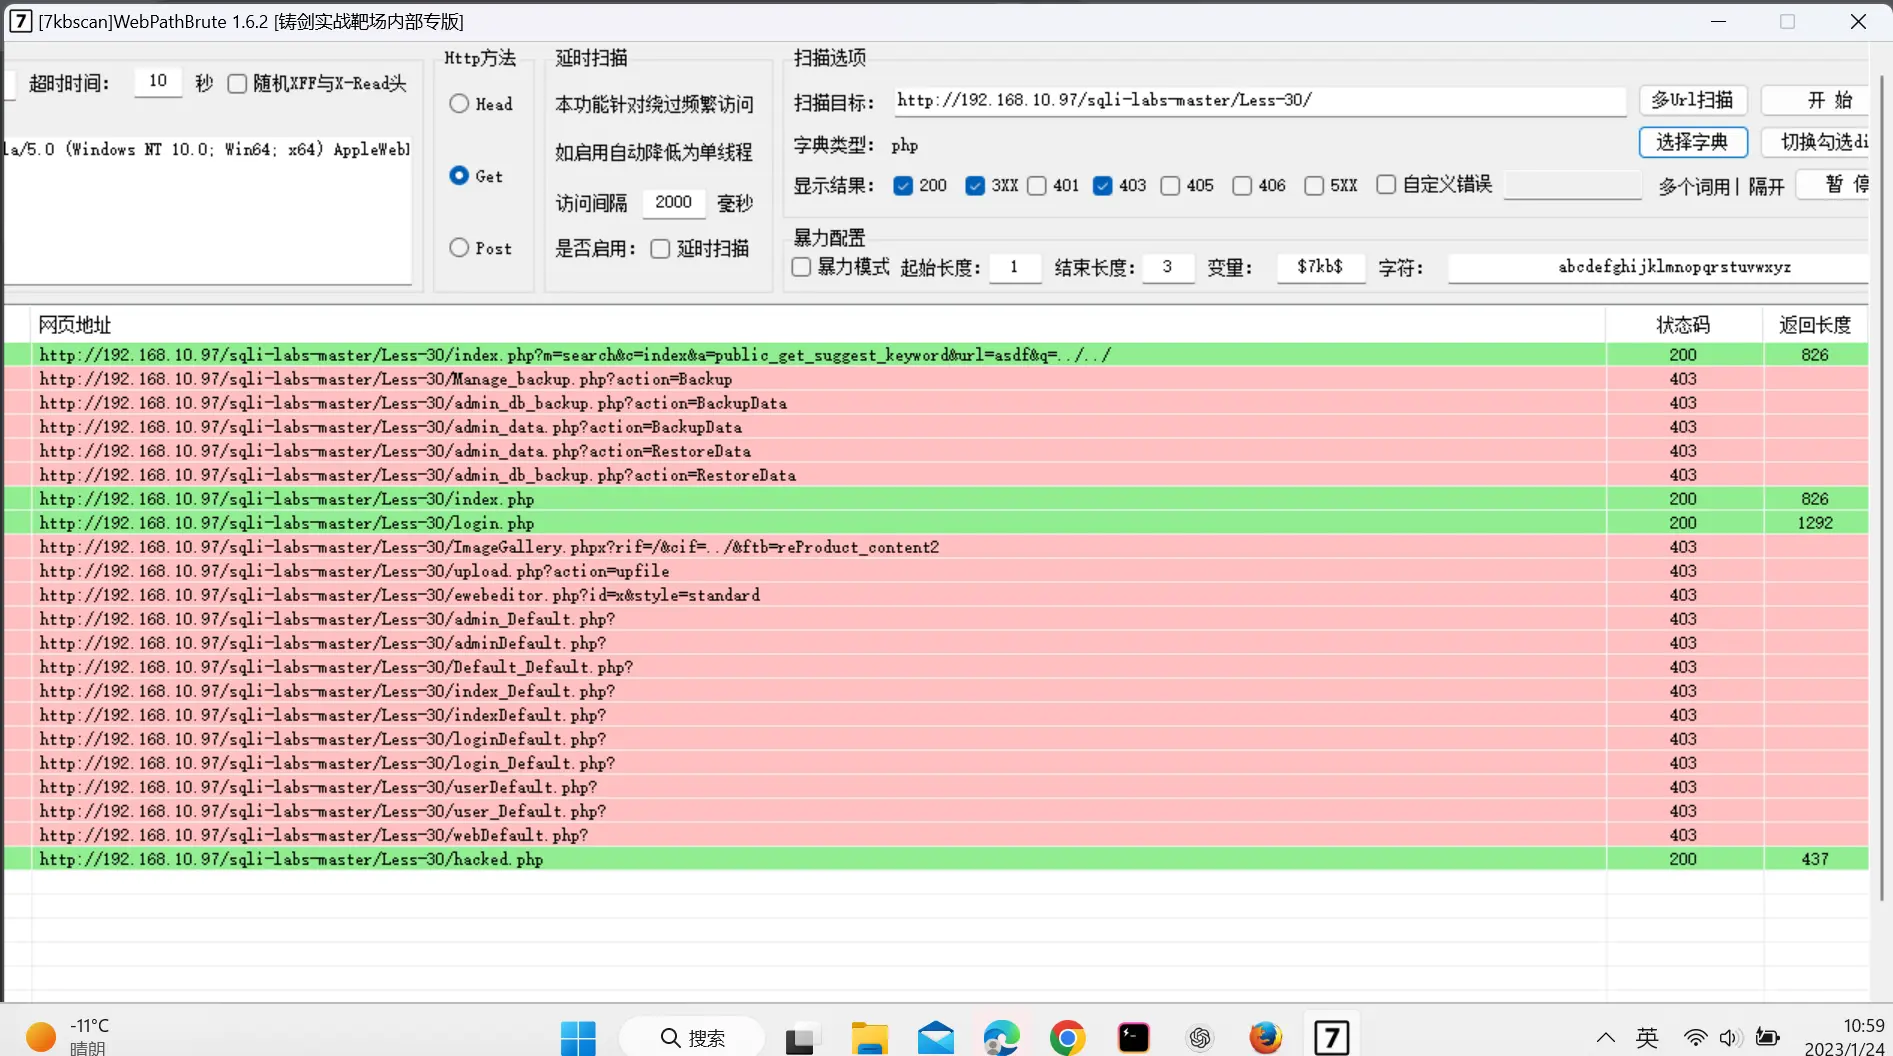 [7kbscan]WebPathBrute 1.6.2 [铸剑实战靶场内部专版]
超时时间： 10 秒 随机XFF与X-Read头
la/5.0 (Windows NT 10.0; Win64; x64) AppleWebl
Http方法
Head
Get
Post
延时扫描
本功能针对绕过频繁访问
如启用自动降低为单线程
访问间隔 2000 毫秒
是否启用： 延时扫描
扫描选项
扫描目标： http://192.168.10.97/sqli-labs-master/Less-30/ 多Url扫描 开 始
字典类型： php 选择字典 切换勾选di
显示结果： 200 3XX 401 403 405 406 5XX 自定义错误 多个词用| 隔开 暂 停
暴力配置
暴力模式 起始长度： 1 结束长度： 3 变量： $7kb$ 字符： abcdefghijklmnopqrstuvwxyz
网页地址 状态码 返回长度
http://192.168.10.97/sqli-labs-master/Less-30/index.php?m=search&c=index&a=public_get_suggest_keyword&url=asdf&q=../../ 200 826
http://192.168.10.97/sqli-labs-master/Less-30/Manage_backup.php?action=Backup 403
http://192.168.10.97/sqli-labs-master/Less-30/admin_db_backup.php?action=BackupData 403
http://192.168.10.97/sqli-labs-master/Less-30/admin_data.php?action=BackupData 403
http://192.168.10.97/sqli-labs-master/Less-30/admin_data.php?action=RestoreData 403
http://192.168.10.97/sqli-labs-master/Less-30/admin_db_backup.php?action=RestoreData 403
http://192.168.10.97/sqli-labs-master/Less-30/index.php 200 826
http://192.168.10.97/sqli-labs-master/Less-30/login.php 200 1292
http://192.168.10.97/sqli-labs-master/Less-30/ImageGallery.phpx?rif=/&cif=../&ftb=reProduct_content2 403
http://192.168.10.97/sqli-labs-master/Less-30/upload.php?action=upfile 403
http://192.168.10.97/sqli-labs-master/Less-30/ewebeditor.php?id=x&style=standard 403
http://192.168.10.97/sqli-labs-master/Less-30/admin_Default.php? 403
http://192.168.10.97/sqli-labs-master/Less-30/adminDefault.php? 403
http://192.168.10.97/sqli-labs-master/Less-30/Default_Default.php? 403
http://192.168.10.97/sqli-labs-master/Less-30/index_Default.php? 403
http://192.168.10.97/sqli-labs-master/Less-30/indexDefault.php? 403
http://192.168.10.97/sqli-labs-master/Less-30/loginDefault.php? 403
http://192.168.10.97/sqli-labs-master/Less-30/login_Default.php? 403
http://192.168.10.97/sqli-labs-master/Less-30/userDefault.php? 403
http://192.168.10.97/sqli-labs-master/Less-30/user_Default.php? 403
http://192.168.10.97/sqli-labs-master/Less-30/webDefault.php? 403
http://192.168.10.97/sqli-labs-master/Less-30/hacked.php 200 437
-11°C
晴朗
搜索
英
10:59
2023/1/24